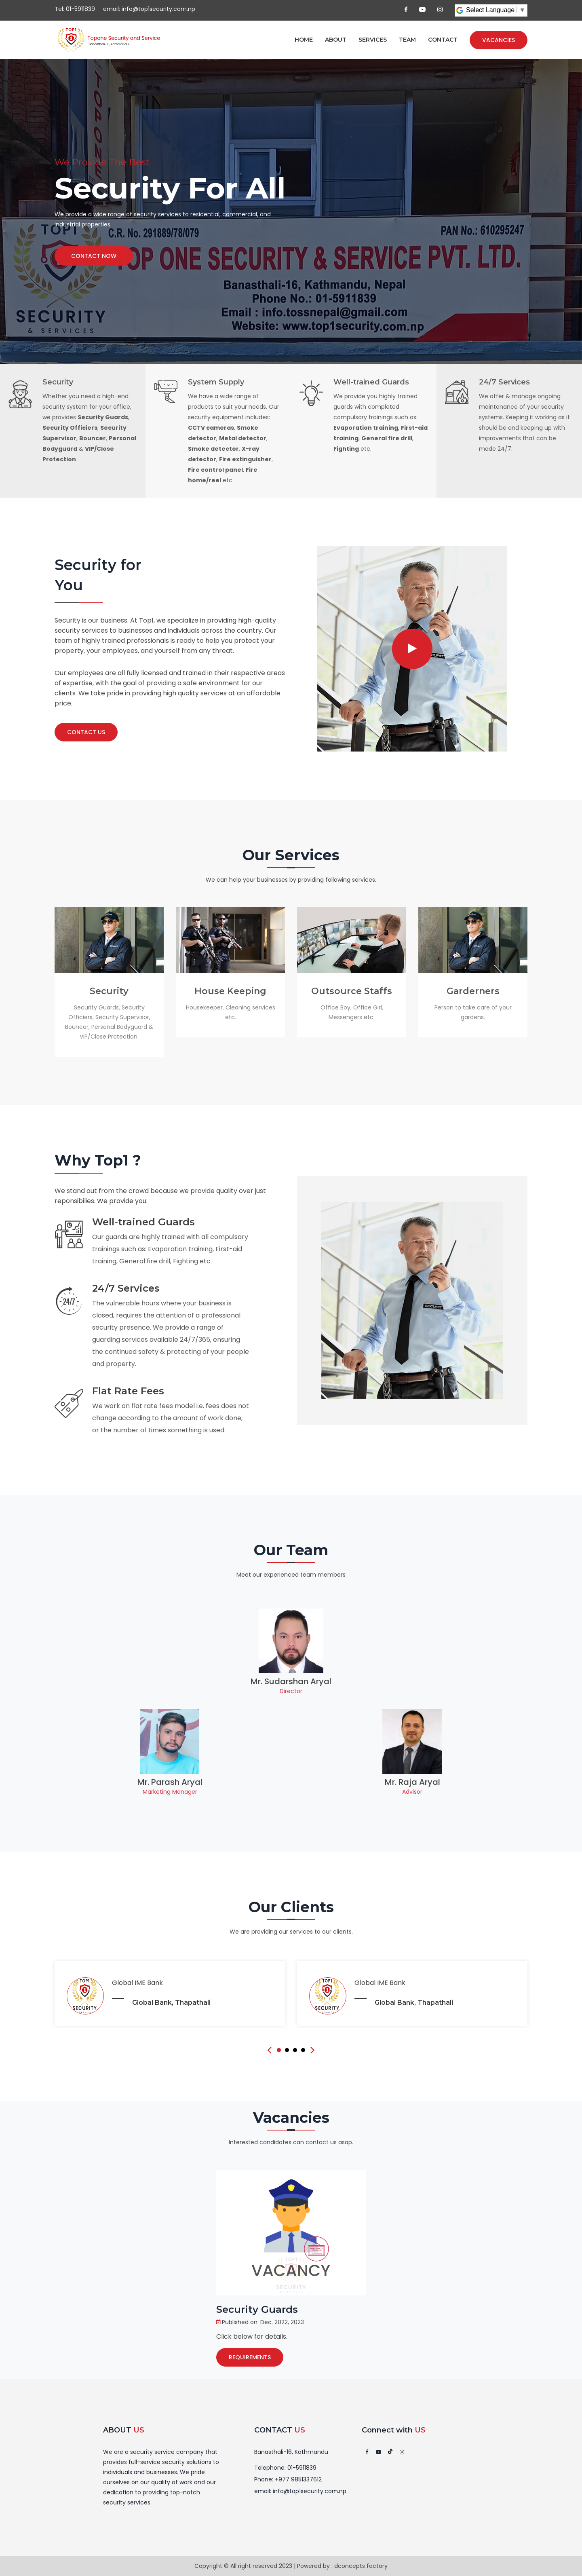 Tel: 01-5911839 email: info@top1security.com.np
Select Language ▼
TOP1
SECURITY
Topone Security and Service
Banasthali-16, Kathmandu
HOME ABOUT SERVICES TEAM CONTACT VACANCIES
We Provide The Best
Security For All
We provide a wide range of security services to residential, commercial, and
industrial properties.
CONTACT NOW
C.R. No. 291889/78/079
PAN No.: 610295247
TOP ONE SECURITY & SERVICE PVT. LTD.
Banasthali-16, Kathmandu, Nepal
Phone No.: 01-5911839
Email : info.tossnepal@gmail.com
Website: www.top1security.com.np
TOP1
SECURITY
& SERVICES
Security
Whether you need a high-end
security system for your office,
we provides Security Guards,
Security Officiers, Security
Supervisor, Bouncer, Personal
Bodyguard & VIP/Close
Protection
System Supply
We have a wide range of
products to suit your needs. Our
security equipment includes:
CCTV cameras, Smoke
detector, Metal detector,
Smoke detector, X-ray
detector, Fire extinguisher,
Fire control panel, Fire
home/reel etc.
Well-trained Guards
We provide you highly trained
guards with completed
compulsary trainings such as:
Evaporation training, First-aid
training, General fire drill,
Fighting etc.
24/7 Services
We offer & manage ongoing
maintenance of your security
systems. Keeping it working as it
should be and keeping up with
improvements that can be
made 24/7.
Security for
You
Security is our business. At Top1, we specialize in providing high-quality
security services to businesses and individuals across the country. Our
team of highly trained professionals is ready to help you protect your
property, your employees, and yourself from any threat.
Our employees are all fully licensed and trained in their respective areas
of expertise, with the goal of providing a safe environment for our
clients. We take pride in providing high quality services at an affordable
price.
CONTACT US
SECURITY
Our Services
We can help your businesses by providing following services.
Security
Security Guards, Security
Officiers, Security Supervisor,
Bouncer, Personal Bodyguard &
VIP/Close Protection
House Keeping
Housekeeper, Cleaning services
etc.
Outsource Staffs
Office Boy, Office Girl,
Messengers etc.
Garderners
Person to take care of your
gardens.
Why Top1 ?
We stand out from the crowd because we provide quality over just
reponsibilies. We provide you:
Well-trained Guards
Our guards are highly trained with all compulsary
trainings such as: Evaporation training, First-aid
training, General fire drill, Fighting etc.
24/7
24/7 Services
The vulnerable hours where your business is
closed, requires the attention of a professional
security presence. We provide a range of
guarding services available 24/7/365, ensuring
the continued safety & protecting of your people
and property.
Flat Rate Fees
We work on flat rate fees model i.e. fees does not
change according to the amount of work done,
or the number of times something is used.
SECURITY
Our Team
Meet our experienced team members
Mr. Sudarshan Aryal
Director
Mr. Parash Aryal
Marketing Manager
Mr. Raja Aryal
Advisor
Our Clients
We are providing our services to our clients.
TOP1
SECURITY
Global IME Bank
Global Bank, Thapathali
TOP1
SECURITY
Global IME Bank
Global Bank, Thapathali
Vacancies
Interested candidates can contact us asap.
VACANCY
SECURITY
Security Guards
Published on: Dec. 2022, 2023
Click below for details.
REQUIREMENTS
ABOUT US
We are a security service company that
provides full-service security solutions to
individuals and businesses. We pride
ourselves on our quality of work and our
dedication to providing top-notch
security services.
CONTACT US
Banasthali-16, Kathmandu
Telephone: 01-5911839
Phone: +977 9851337612
email: info@top1security.com.np
Connect with US
Copyright © All right reserved 2023 | Powered by : dconcepts factory